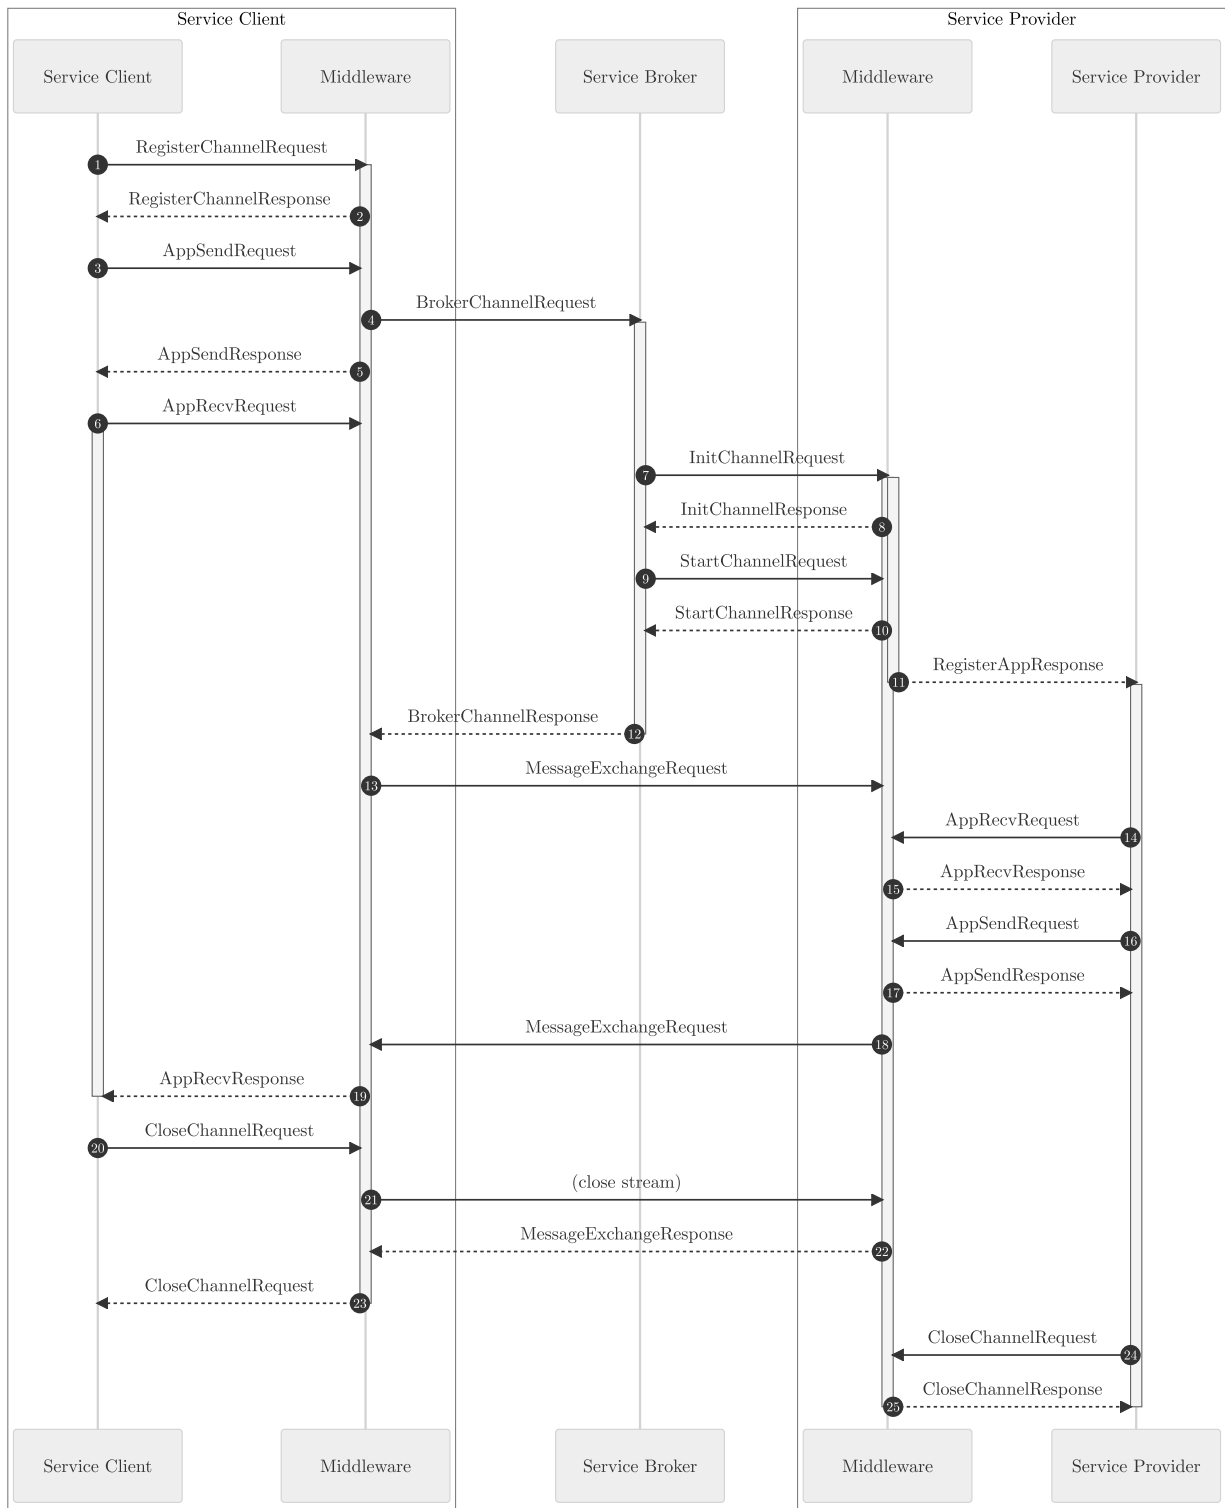 Service Client
Service Provider
Service Client
Middleware
Service Broker
Middleware
Service Provider
RegisterChannelRequest
1
RegisterChannelResponse
2
AppSendRequest
3
BrokerChannelRequest
4
AppSendResponse
5
AppRecvRequest
6
InitChannelRequest
7
InitChannelResponse
8
StartChannelRequest
9
StartChannelResponse
10
RegisterAppResponse
11
BrokerChannelResponse
12
MessageExchangeRequest
13
AppRecvRequest
14
AppRecvResponse
15
AppSendRequest
16
AppSendResponse
17
MessageExchangeRequest
18
AppRecvResponse
19
CloseChannelRequest
20
(close stream)
21
MessageExchangeResponse
22
CloseChannelRequest
23
CloseChannelRequest
24
CloseChannelResponse
25
Service Client
Middleware
Service Broker
Middleware
Service Provider